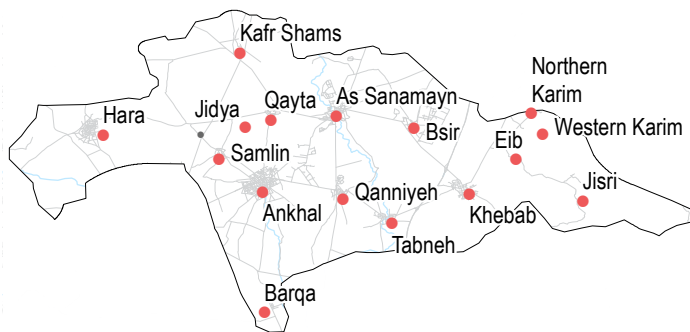 Kafr Shams
Northern
Karim
Hara
Jidya
Qayta
As Sanamayn
Bsir
Western Karim
Eib
Samlin
Jisri
Ankhal
Qanniyeh
Khebab
Tabneh
Barqa